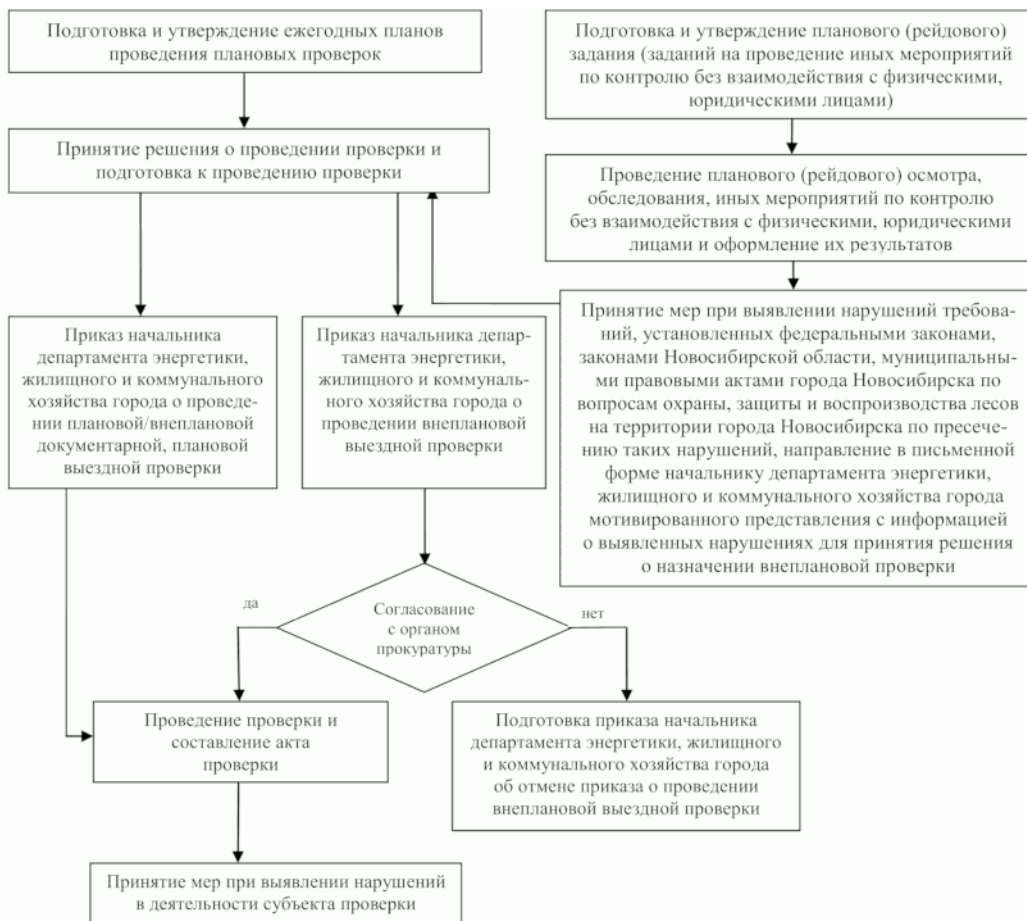 Подготовка и утверждение ежегодных планов
проведения плановых проверок
Подготовка и утверждение планового (рейдового)
задания (заданий на проведение иных мероприятий
по контролю без взаимодействия с физическими,
юридическими лицами)
Принятие решения о проведении проверки и
подготовка к проведению проверки
Проведение планового (рейдового) осмотра,
обследования, иных мероприятий по контролю
без взаимодействия с физическими, юридическими
лицами и оформление их результатов
Приказ начальника
департамента энергетики,
жилищного и коммунального
хозяйства города о проведе-
нии плановой/внеплановой
документарной, плановой
выездной проверки
Приказ начальника депар-
тамента энергетики,
жилищного и коммуналь-
ного хозяйства города о
проведении внеплановой
выездной проверки
Принятие мер при выявлении нарушений требова-
ний, установленных федеральными законами,
законами Новосибирской области, муниципальны-
ми правовыми актами города Новосибирска по
вопросам охраны, защиты и воспроизводства лесов
на территории города Новосибирска по пресече-
нию таких нарушений, направление в письменной
форме начальнику департамента энергетики,
жилищного и коммунального хозяйства города
мотивированного представления с информацией
о выявленных нарушениях для принятия решения
о назначении внеплановой проверки
да
Согласование
с органом
прокуратуры
нет
Проведение проверки и
составление акта
проверки
Подготовка приказа начальника
департамента энергетики, жилищного
и коммунального хозяйства города
об отмене приказа о проведении
внеплановой выездной проверки
Принятие мер при выявлении нарушений
в деятельности субъекта проверки